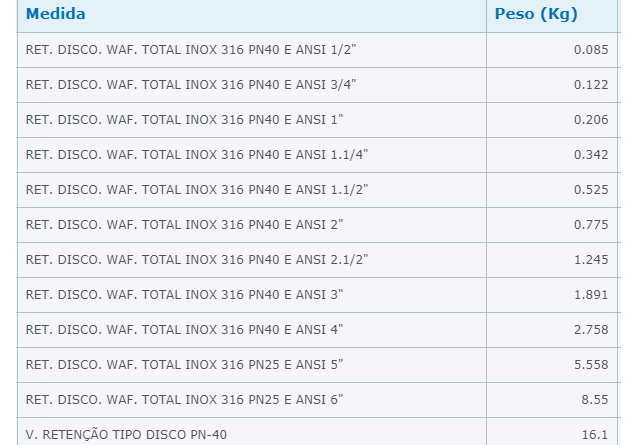 Medida Peso (Kg)
RET. DISCO. WAF. TOTAL INOX 316 PN40 E ANSI 1/2" 0.085
RET. DISCO. WAF. TOTAL INOX 316 PN40 E ANSI 3/4" 0.122
RET. DISCO. WAF. TOTAL INOX 316 PN40 E ANSI 1" 0.206
RET. DISCO. WAF. TOTAL INOX 316 PN40 E ANSI 1.1/4" 0.342
RET. DISCO. WAF. TOTAL INOX 316 PN40 E ANSI 1.1/2" 0.525
RET. DISCO. WAF. TOTAL INOX 316 PN40 E ANSI 2" 0.775
RET. DISCO. WAF. TOTAL INOX 316 PN40 E ANSI 2.1/2" 1.245
RET. DISCO. WAF. TOTAL INOX 316 PN40 E ANSI 3" 1.891
RET. DISCO. WAF. TOTAL INOX 316 PN40 E ANSI 4" 2.758
RET. DISCO. WAF. TOTAL INOX 316 PN25 E ANSI 5" 5.558
RET. DISCO. WAF. TOTAL INOX 316 PN25 E ANSI 6" 8.55
V. RETENÇÃO TIPO DISCO PN-40 16.1